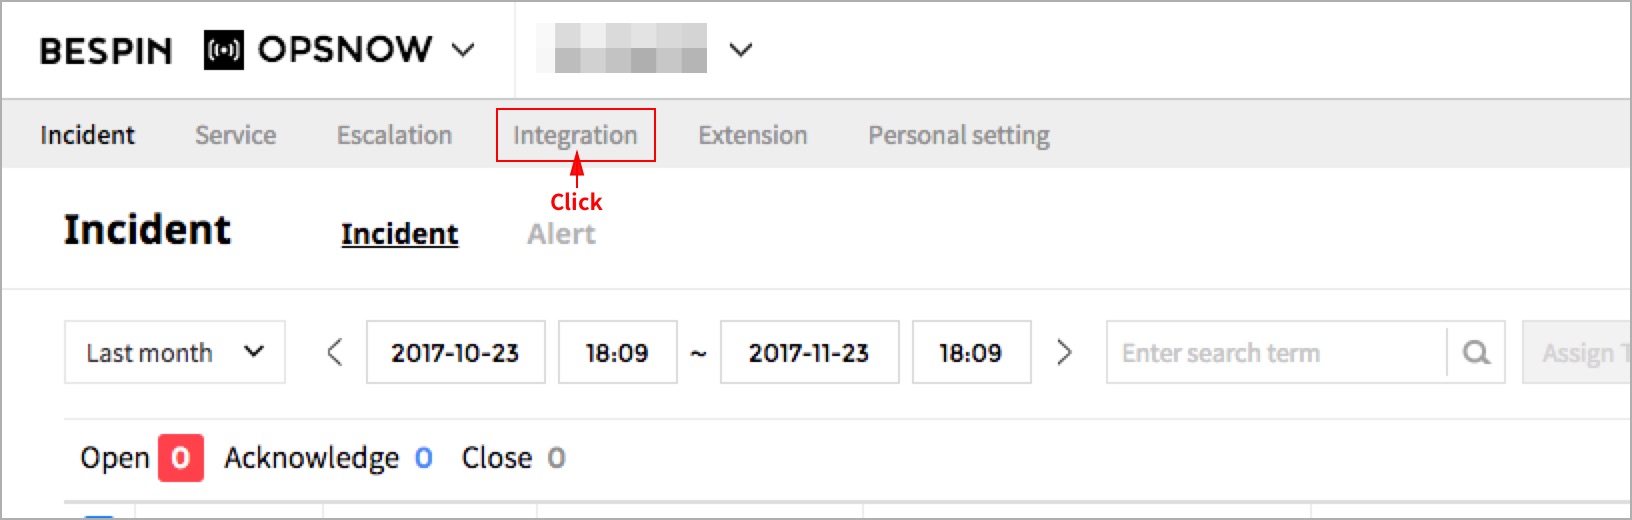 BESPIN OPSNOW
Incident Service Escalation Integration Extension Personal setting
Click
Incident Incident Alert
Last month 2017-10-23 18:09 ~ 2017-11-23 18:09 Enter search term Assign
Open 0 Acknowledge 0 Close 0